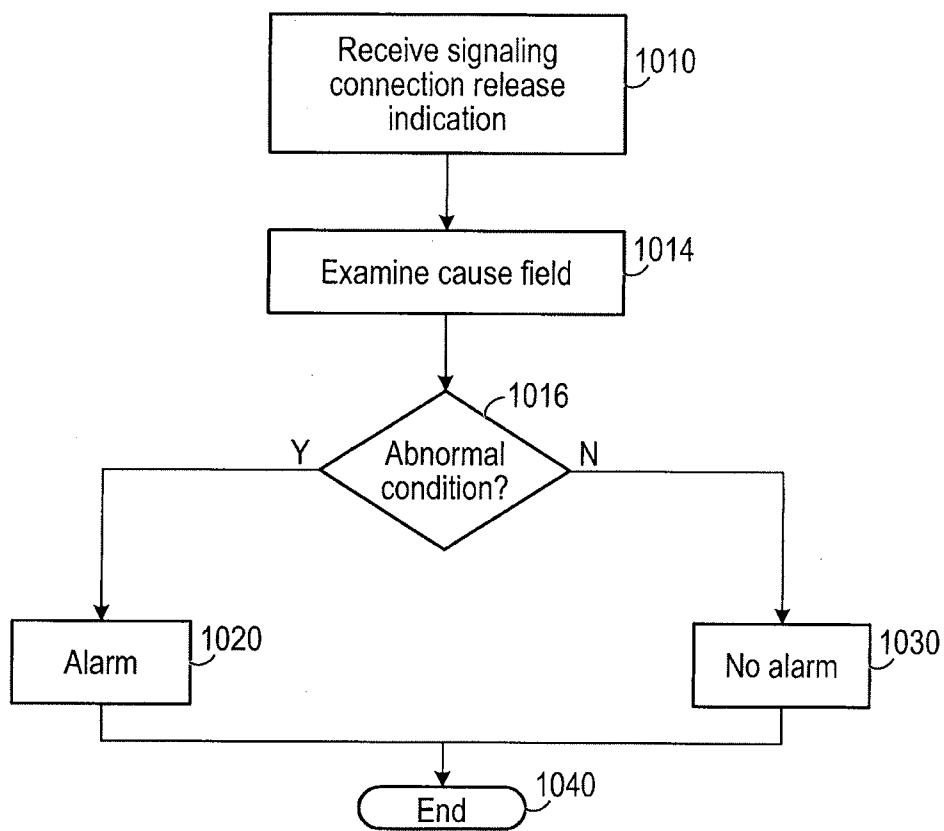 Receive signaling
connection release
indication
1010
Examine cause field
1014
1016
Abnormal
condition?
Y
N
Alarm
1020
No alarm
1030
End
1040